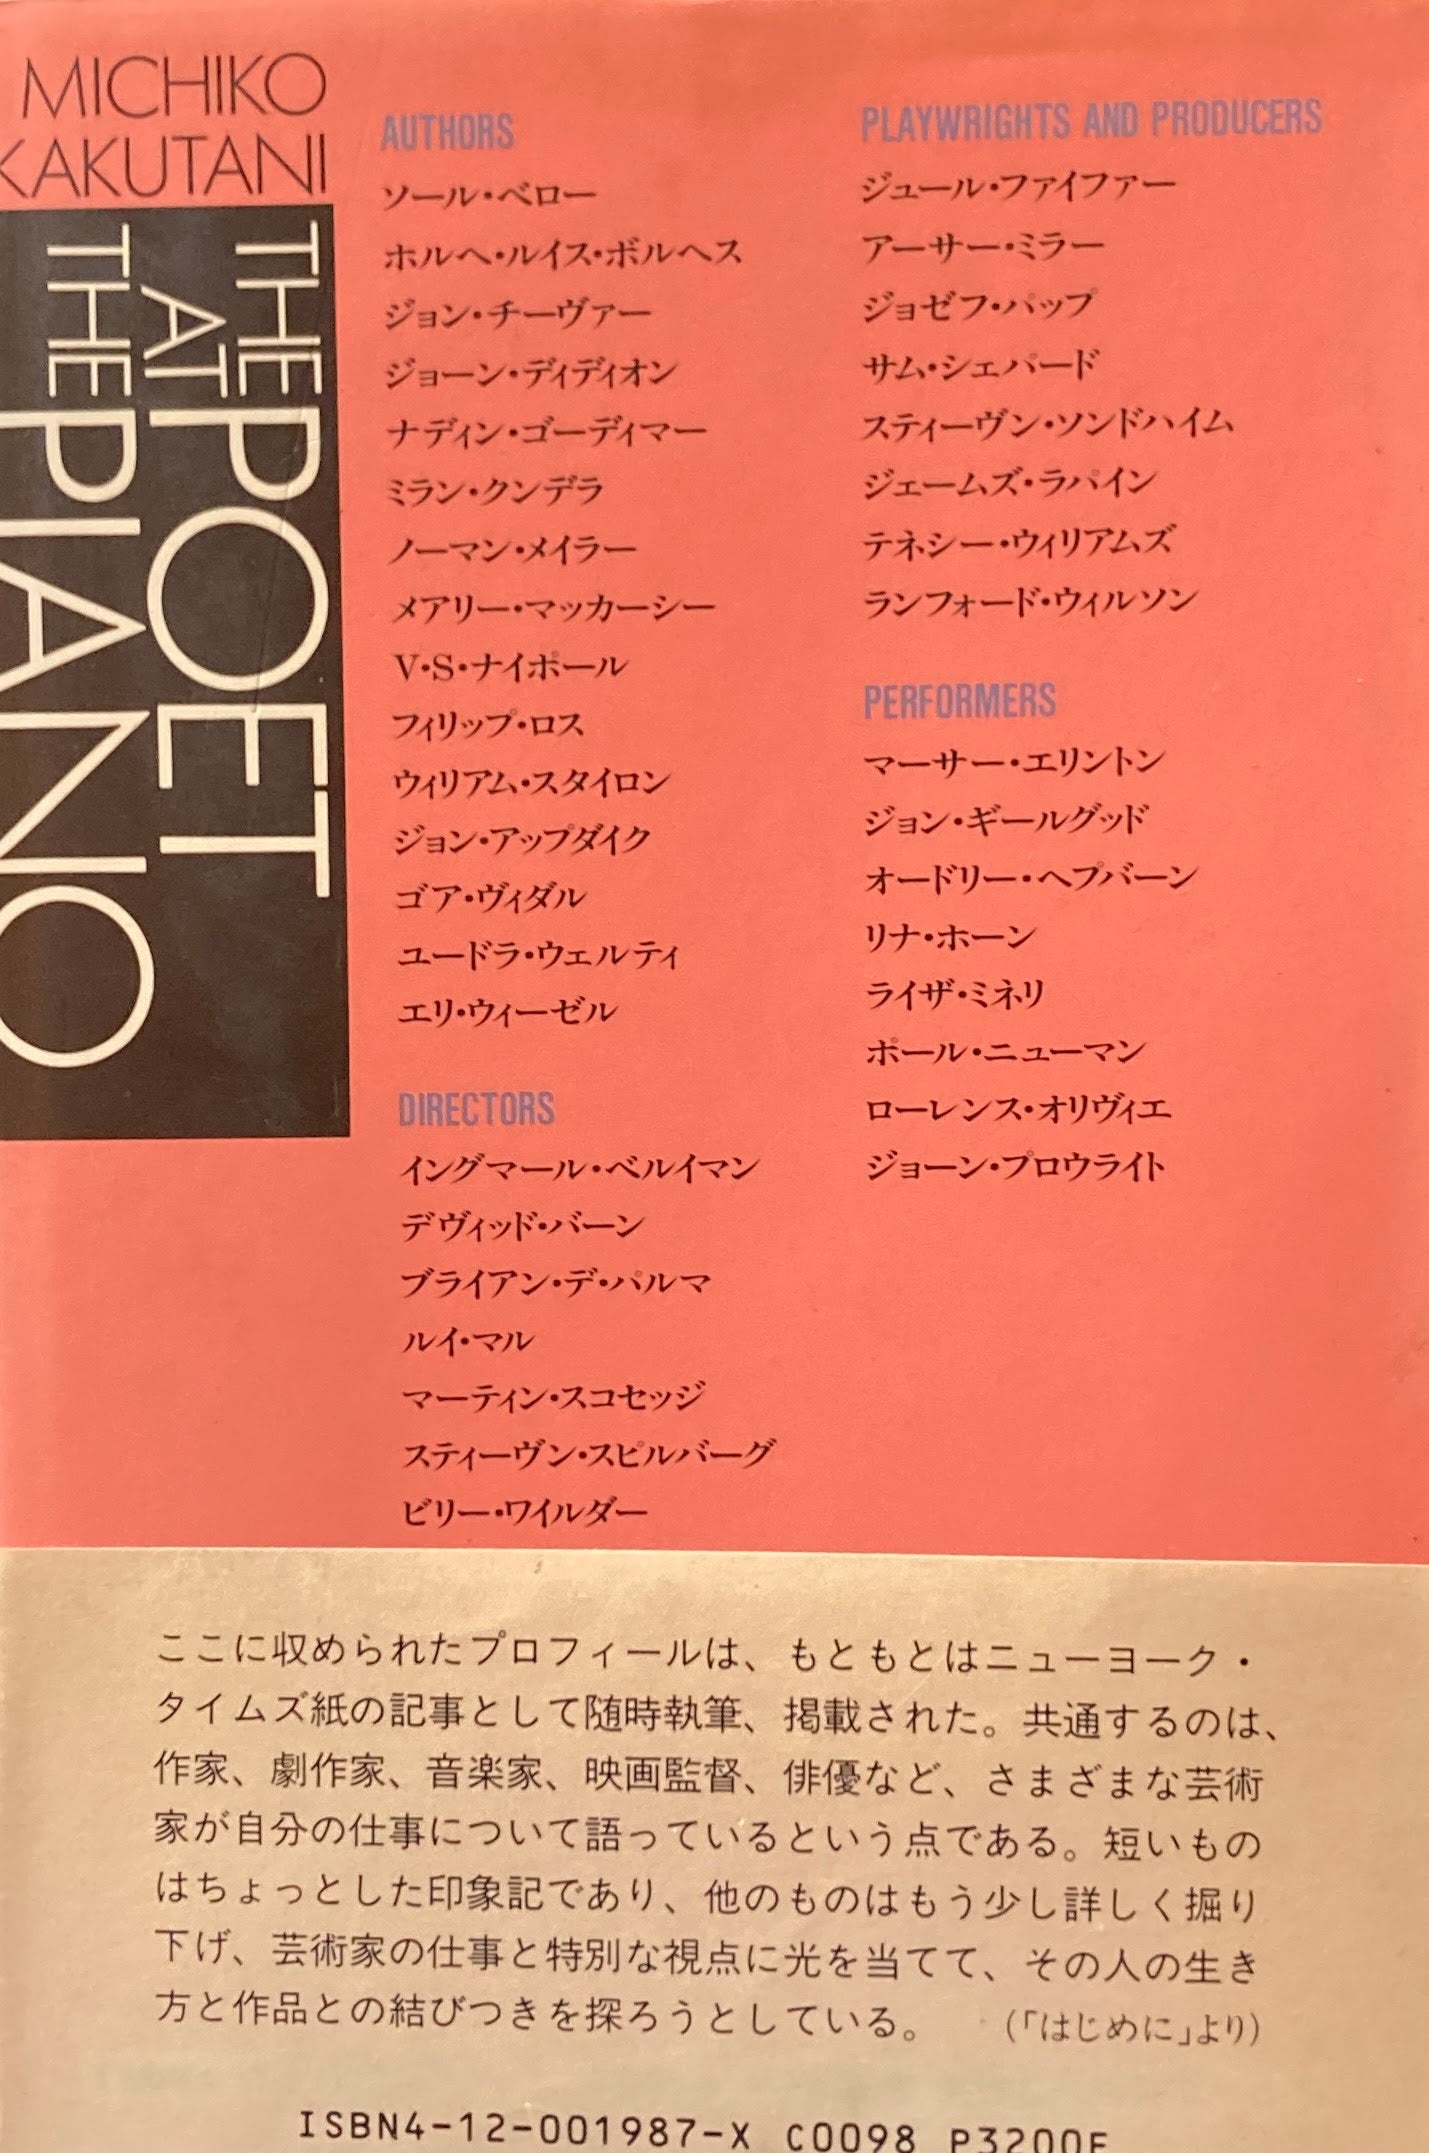 MICHIKO
KAKUTANI
THE POET
AT
THE PIANO
AUTHORS
ソール・ベロー
ホルヘ・ルイス・ボルヘス
ジョン・チーヴァー
ジョーン・ディディオン
ナディン・ゴーディマー
ミラン・クンデラ
ノーマン・メイラー
メアリー・マッカーシー
V・S・ナイポール
フィリップ・ロス
ウィリアム・スタイロン
ジョン・アップダイク
ゴア・ヴィダル
ユードラ・ウェルティ
エリ・ウィーゼル
DIRECTORS
イングマール・ベルイマン
デヴィッド・バーン
ブライアン・デ・パルマ
ルイ・マル
マーティン・スコセッジ
スティーヴン・スピルバーグ
ビリー・ワイルダー
PLAYWRIGHTS AND PRODUCERS
ジュール・ファイファー
アーサー・ミラー
ジョゼフ・パップ
サム・シェパード
スティーヴン・ソンドハイム
ジェームズ・ラパイン
テネシー・ウィリアムズ
ランフォード・ウィルソン
PERFORMERS
マーサー・エリントン
ジョン・ギールグッド
オードリー・ヘプバーン
リナ・ホーン
ライザ・ミネリ
ポール・ニューマン
ローレンス・オリヴィエ
ジョーン・プロウライト
ここに収められたプロフィールは、もともとはニューヨーク・
タイムズ紙の記事として随時執筆、掲載された。共通するのは、
作家、劇作家、音楽家、映画監督、俳優など、さまざまな芸術
家が自分の仕事について語っているという点である。短いもの
はちょっとした印象記であり、他のものはもう少し詳しく掘り
下げ、芸術家の仕事と特別な視点に光を当てて、その人の生き
方と作品との結びつきを探ろうとしている。 (「はじめに」より)
ISBN4-12-001987-X C0098 P3200E